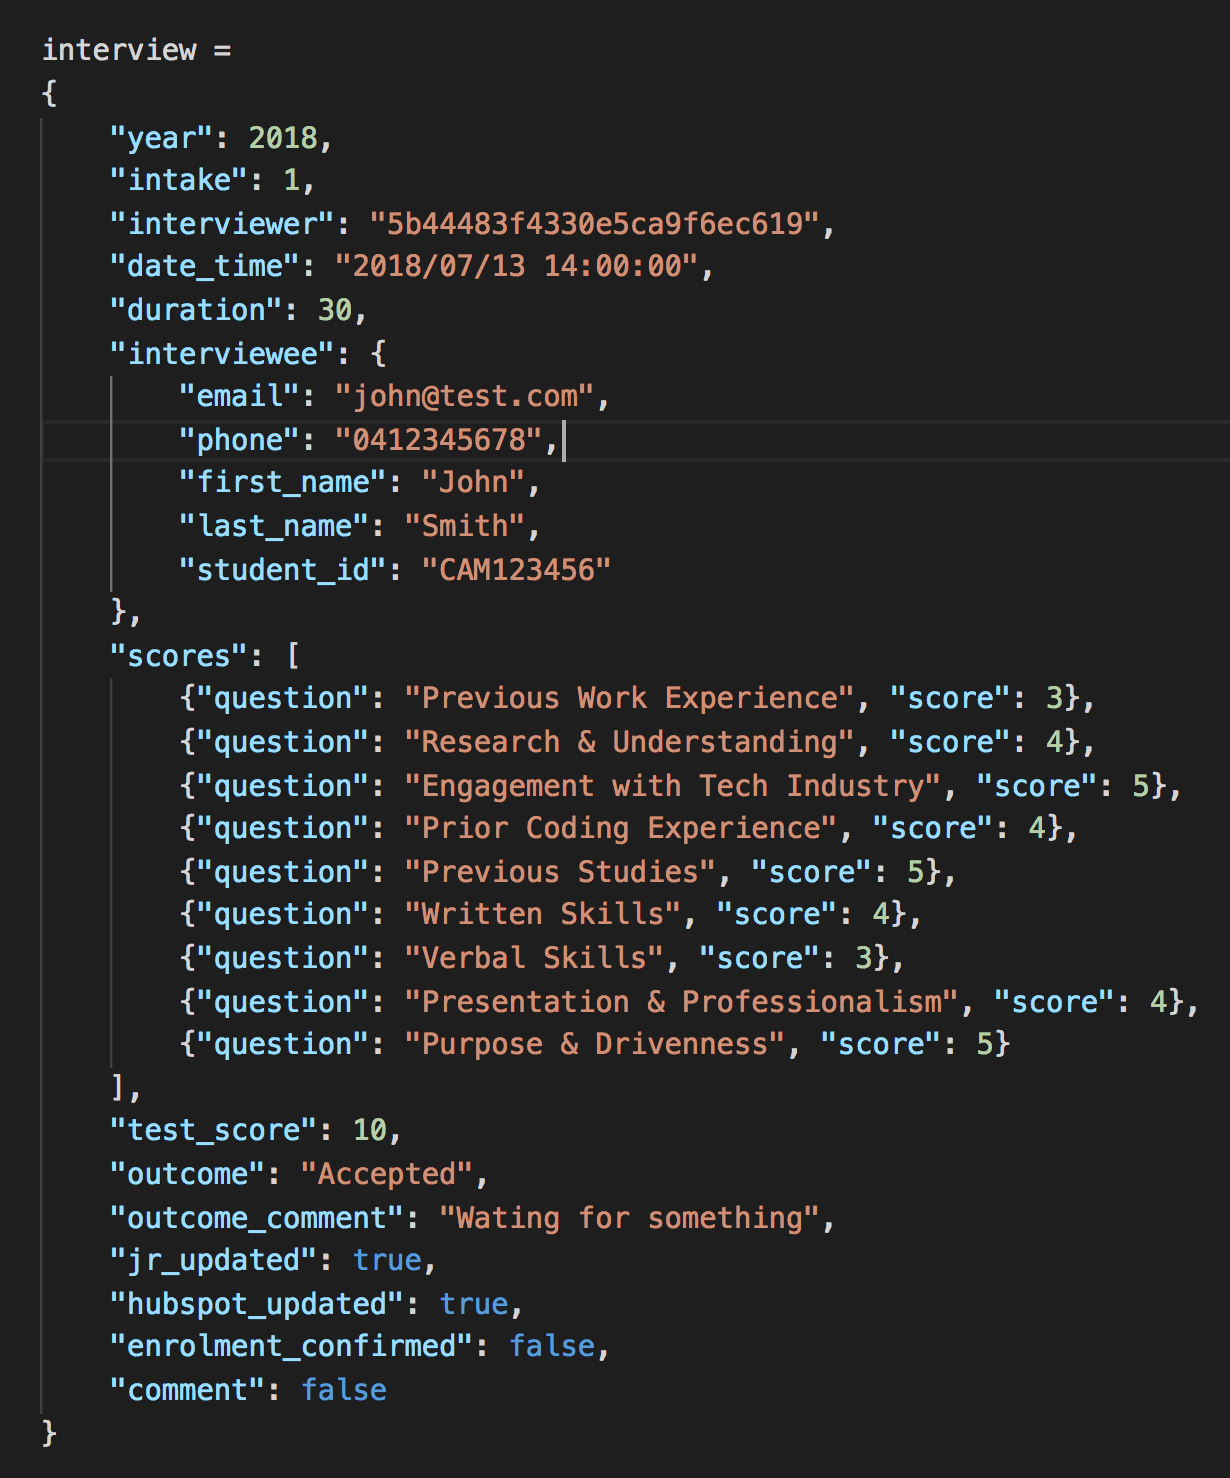 interview =
{
    "year": 2018,
    "intake": 1,
    "interviewer": "5b44483f4330e5ca9f6ec619",
    "date_time": "2018/07/13 14:00:00",
    "duration": 30,
    "interviewee": {
        "email": "john@test.com",
        "phone": "0412345678",
        "first_name": "John",
        "last_name": "Smith",
        "student_id": "CAM123456"
    },
    "scores": [
        {"question": "Previous Work Experience", "score": 3},
        {"question": "Research & Understanding", "score": 4},
        {"question": "Engagement with Tech Industry", "score": 5},
        {"question": "Prior Coding Experience", "score": 4},
        {"question": "Previous Studies", "score": 5},
        {"question": "Written Skills", "score": 4},
        {"question": "Verbal Skills", "score": 3},
        {"question": "Presentation & Professionalism", "score": 4},
        {"question": "Purpose & Drivenness", "score": 5}
    ],
    "test_score": 10,
    "outcome": "Accepted",
    "outcome_comment": "Wating for something",
    "jr_updated": true,
    "hubspot_updated": true,
    "enrolment_confirmed": false,
    "comment": false
}